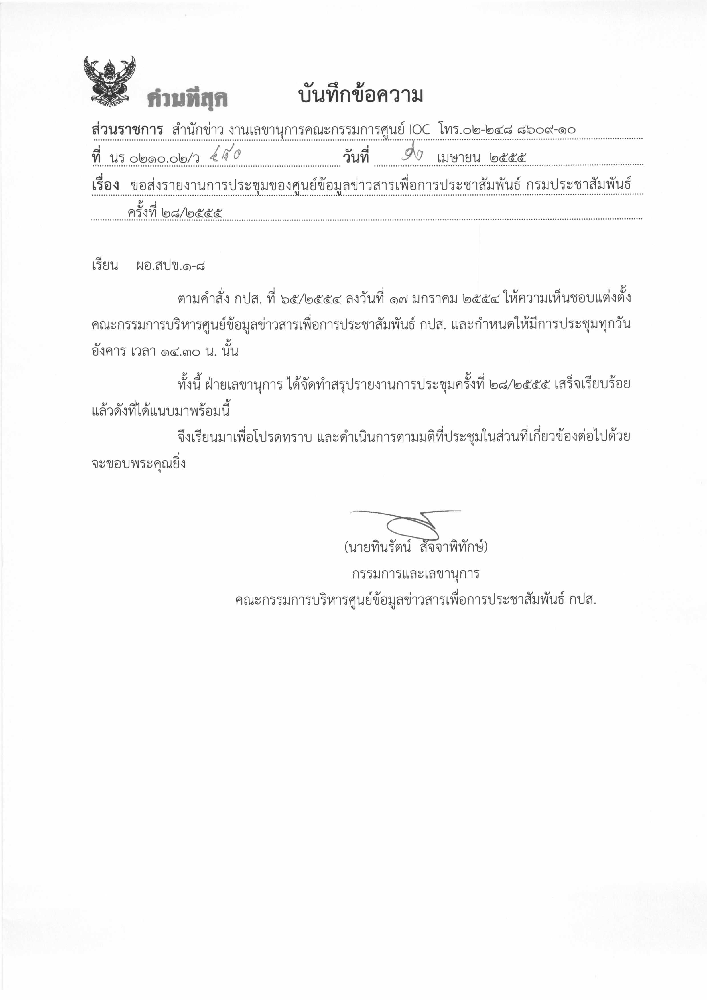 ด่วนที่สุด
บันทึกข้อความ
ส่วนราชการ สำนักข่าว งานเลขานุการคณะกรรมการศูนย์ IOC โทร.๐๒-๒๔๘ ๘๖๐๙-๑๐
ที่ นร ๐๒๑๐.๐๒/ว วันที่ เมษายน ๒๕๕๕
เรื่อง ขอส่งรายงานการประชุมของศูนย์ข้อมูลข่าวสารเพื่อการประชาสัมพันธ์ กรมประชาสัมพันธ์
ครั้งที่ ๒๘/๒๕๕๕
เรียน ผอ.สปข.๑-๘
ตามคำสั่ง กปส. ที่ ๖๕/๒๕๕๔ ลงวันที่ ๑๗ มกราคม ๒๕๕๔ ให้ความเห็นชอบแต่งตั้ง
คณะกรรมการบริหารศูนย์ข้อมูลข่าวสารเพื่อการประชาสัมพันธ์ กปส. และกำหนดให้มีการประชุมทุกวัน
อังคาร เวลา ๑๔.๓๐ น. นั้น
ทั้งนี้ ฝ่ายเลขานุการ ได้จัดทำสรุปรายงานการประชุมครั้งที่ ๒๘/๒๕๕๕ เสร็จเรียบร้อย
แล้วดังที่ได้แนบมาพร้อมนี้
จึงเรียนมาเพื่อโปรดทราบ และดำเนินการตามมติที่ประชุมในส่วนที่เกี่ยวข้องต่อไปด้วย
จะขอบพระคุณยิ่ง
(นายทินรัตน์ สัจจาพิทักษ์)
กรรมการและเลขานุการ
คณะกรรมการบริหารศูนย์ข้อมูลข่าวสารเพื่อการประชาสัมพันธ์ กปส.